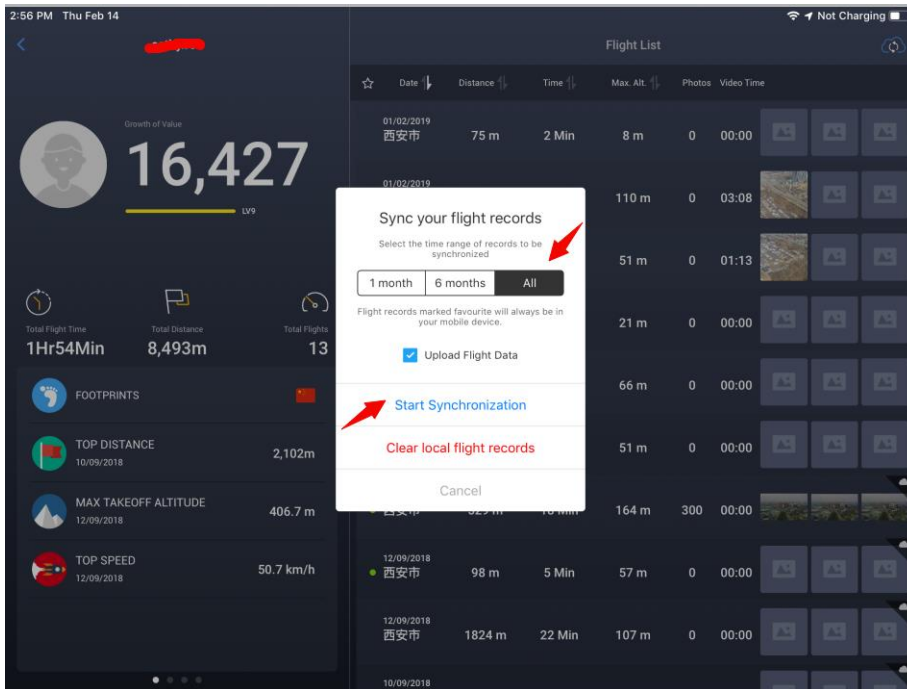 2:56 PM Thu Feb 14
Not Charging
Flight List
Date Distance Time Max. Alt. Photos Video Time
Growth of Value
16,427
LV9
Total Flight Time Total Distance Total Flights
1Hr54Min 8,493m 13
FOOTPRINTS
TOP DISTANCE
10/09/2018
2,102m
MAX TAKEOFF ALTITUDE
12/09/2018
406.7 m
TOP SPEED
12/09/2018
50.7 km/h
Sync your flight records
Select the time range of records to be
synchronized
1 month 6 months All
Flight records marked favourite will always be in
your mobile device.
Upload Flight Data
Start Synchronization
Clear local flight records
Cancel
01/02/2019
西安市 75 m 2 Min 8 m 0 00:00
01/02/2019
110 m 0 03:08
51 m 0 01:13
21 m 0 00:00
66 m 0 00:00
51 m 0 00:00
164 m 300 00:00
12/09/2018
西安市 98 m 5 Min 57 m 0 00:00
12/09/2018
西安市 1824 m 22 Min 107 m 0 00:00
10/09/2018